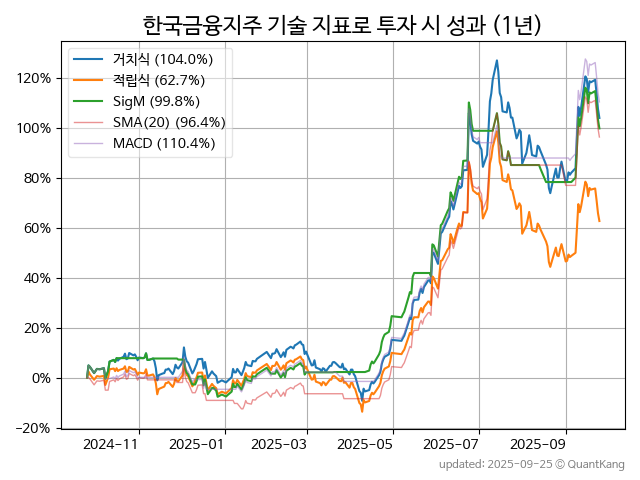 한국금융지주 기술 지표로 투자 시 성과 (1년)
거치식 (104.0%)
적립식 (62.7%)
SigM (99.8%)
SMA(20) (96.4%)
MACD (110.4%)
120%
100%
80%
60%
40%
20%
0%
−20%
2024-11 2025-01 2025-03 2025-05 2025-07 2025-09
updated: 2025-09-25 © QuantKang